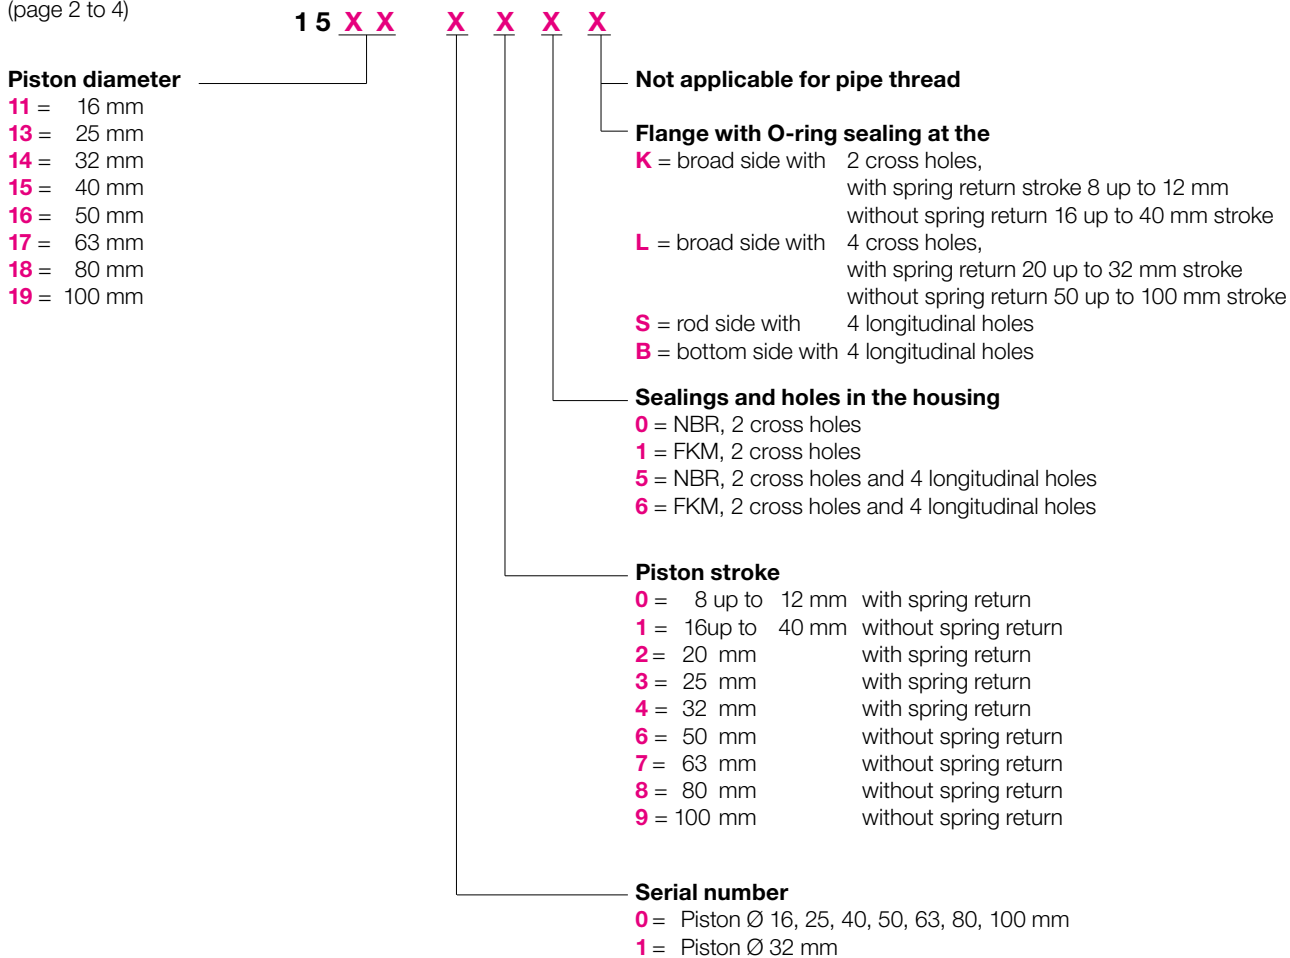 (page 2 to 4)
1 5 X X X X X X
Piston diameter
11 = 16 mm
13 = 25 mm
14 = 32 mm
15 = 40 mm
16 = 50 mm
17 = 63 mm
18 = 80 mm
19 = 100 mm
Not applicable for pipe thread
Flange with O-ring sealing at the
K = broad side with 2 cross holes,
with spring return stroke 8 up to 12 mm
without spring return 16 up to 40 mm stroke
L = broad side with 4 cross holes,
with spring return 20 up to 32 mm stroke
without spring return 50 up to 100 mm stroke
S = rod side with 4 longitudinal holes
B = bottom side with 4 longitudinal holes
Sealings and holes in the housing
0 = NBR, 2 cross holes
1 = FKM, 2 cross holes
5 = NBR, 2 cross holes and 4 longitudinal holes
6 = FKM, 2 cross holes and 4 longitudinal holes
Piston stroke
0 = 8 up to 12 mm with spring return
1 = 16up to 40 mm without spring return
2 = 20 mm with spring return
3 = 25 mm with spring return
4 = 32 mm with spring return
6 = 50 mm without spring return
7 = 63 mm without spring return
8 = 80 mm without spring return
9 = 100 mm without spring return
Serial number
0 = Piston Ø 16, 25, 40, 50, 63, 80, 100 mm
1 = Piston Ø 32 mm